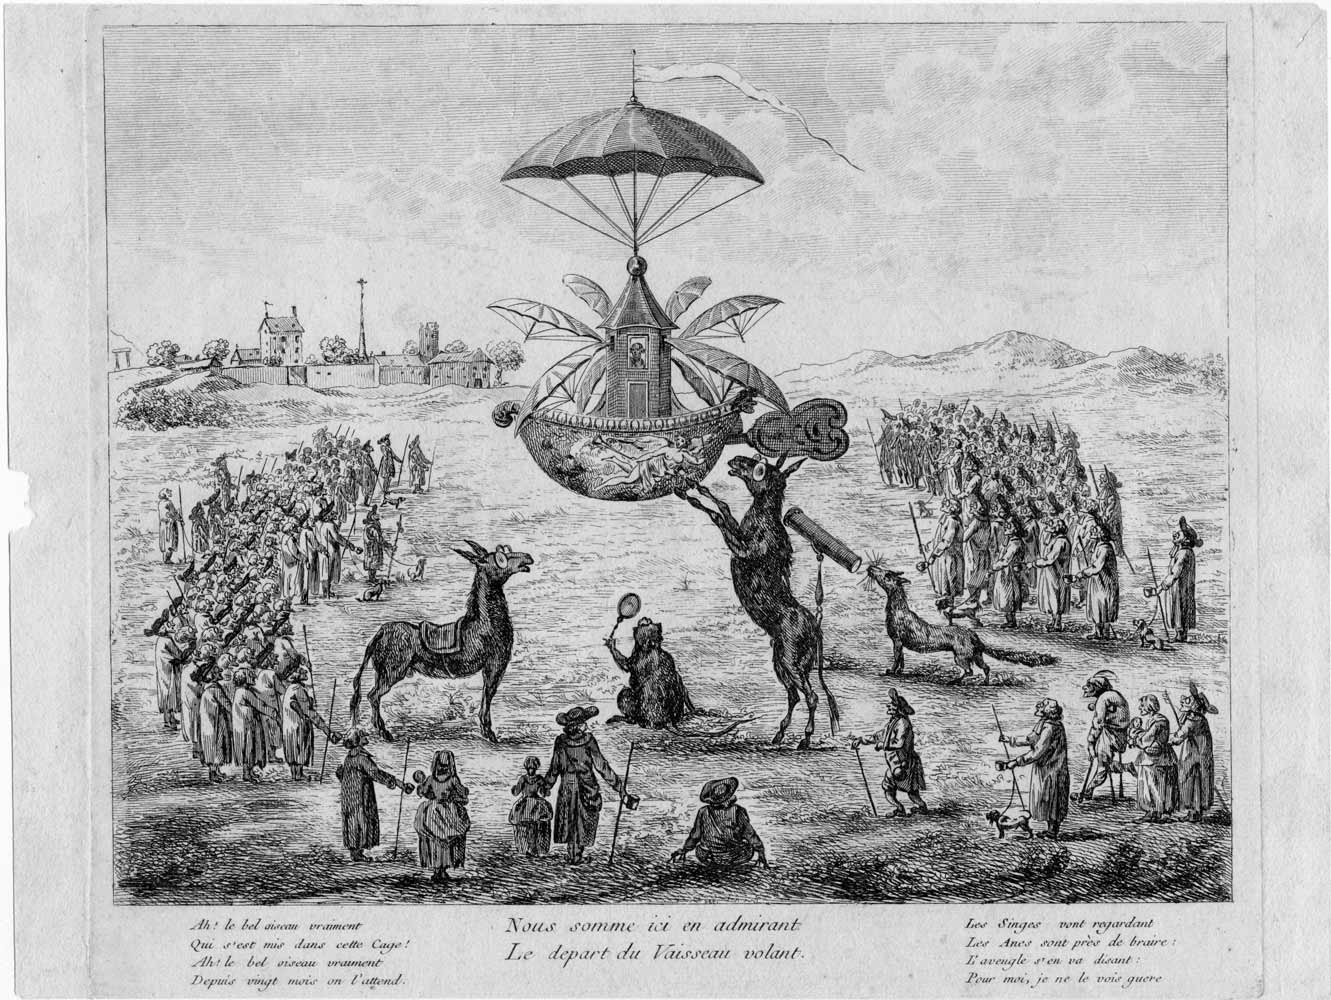 Ah! le bel oiseau vraiment
Qui s'est mis dans cette Cage!
Ah! le bel oiseau vraiment
Depuis vingt mois on l'attend.
Nous somme ici en admirant
Le depart du Vaisseau volant.
Les Singes vont regardant
Les Anes sont près de braire:
L'aveugle s'en va disant:
Pour moi, je ne le vois guere